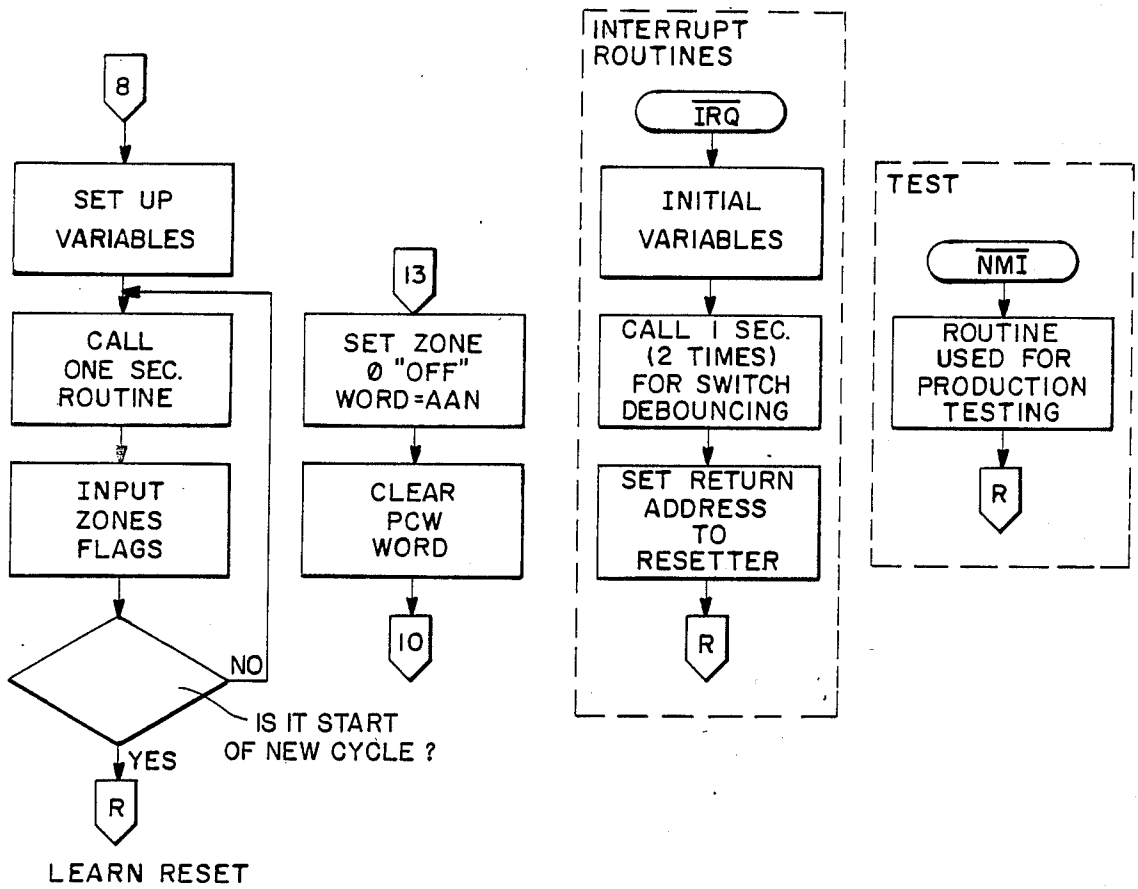 8
SET UP
VARIABLES
CALL
ONE SEC.
ROUTINE
INPUT
ZONES
FLAGS
NO
IS IT START
OF NEW CYCLE ?
YES
R
LEARN RESET
13
SET ZONE
Ø "OFF"
WORD=AAN
CLEAR
PCW
WORD
10
INTERRUPT
ROUTINES
I̅R̅Q̅
INITIAL
VARIABLES
CALL 1 SEC.
(2 TIMES)
FOR SWITCH
DEBOUNCING
SET RETURN
ADDRESS
TO
RESETTER
R
TEST
N̅M̅I̅
ROUTINE
USED FOR
PRODUCTION
TESTING
R